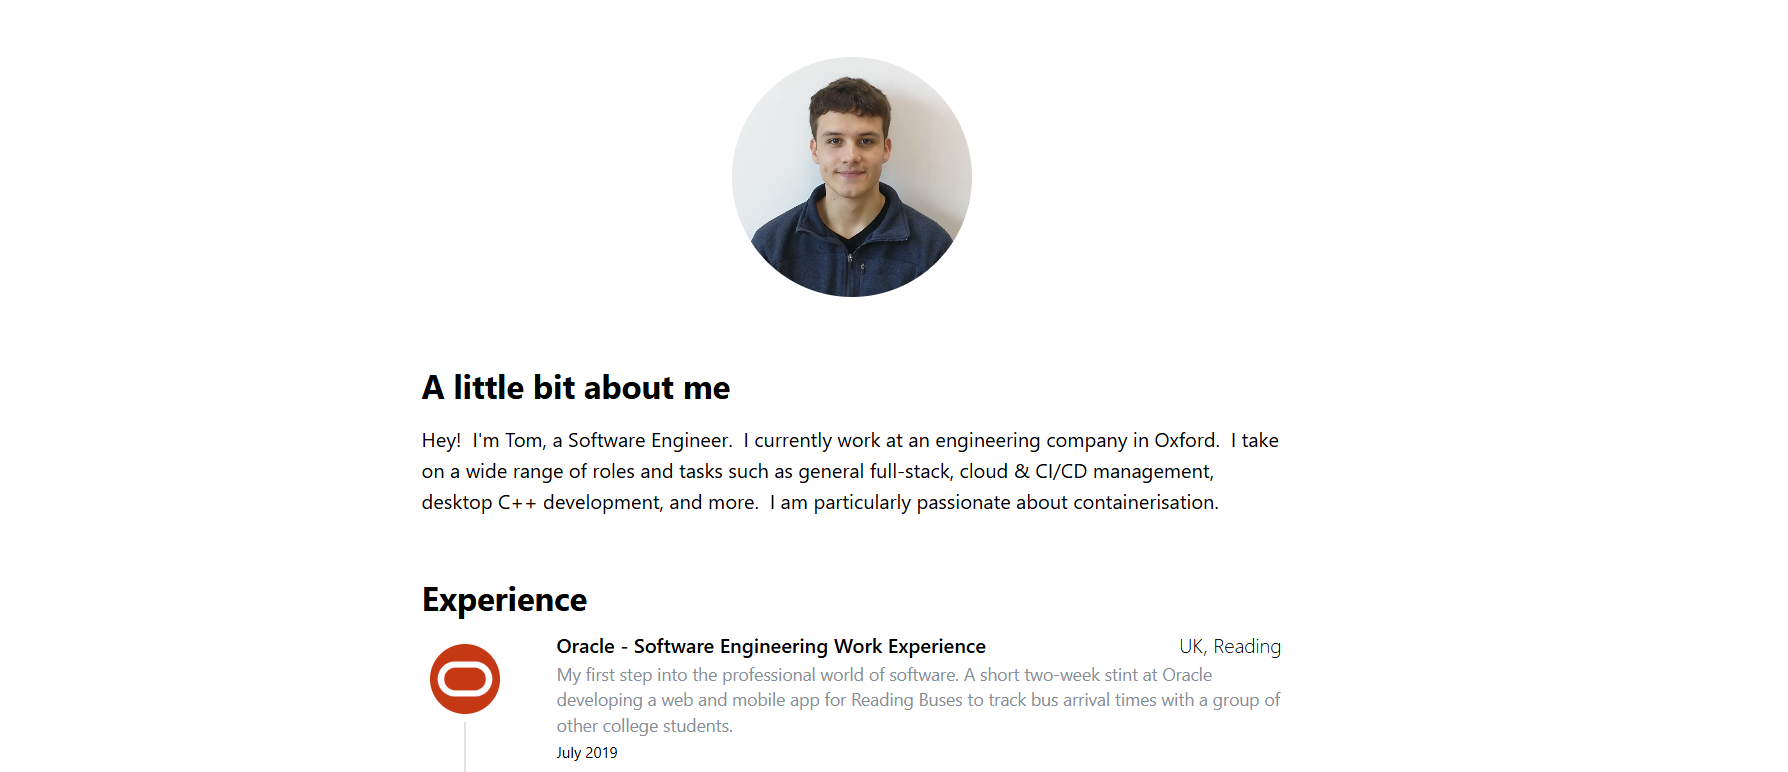 A little bit about me
Hey!  I'm Tom, a Software Engineer.  I currently work at an engineering company in Oxford.  I take
on a wide range of roles and tasks such as general full-stack, cloud & CI/CD management,
desktop C++ development, and more.  I am particularly passionate about containerisation.
Experience
Oracle - Software Engineering Work Experience
UK, Reading
My first step into the professional world of software. A short two-week stint at Oracle
developing a web and mobile app for Reading Buses to track bus arrival times with a group of
other college students.
July 2019